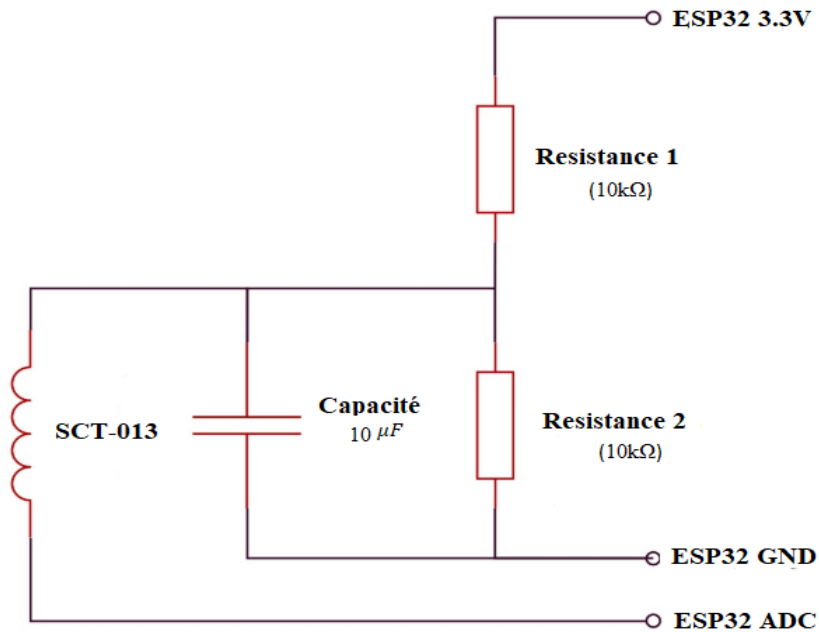 ESP32 3.3V
Resistance 1
(10kΩ)
Capacité
10 μF
SCT-013
Resistance 2
(10kΩ)
ESP32 GND
ESP32 ADC